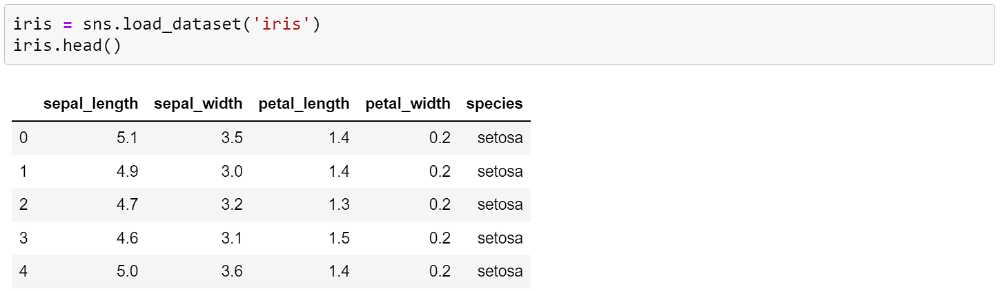 iris = sns.load_dataset('iris')
iris.head()
sepal_length sepal_width petal_length petal_width species
0 5.1 3.5 1.4 0.2 setosa
1 4.9 3.0 1.4 0.2 setosa
2 4.7 3.2 1.3 0.2 setosa
3 4.6 3.1 1.5 0.2 setosa
4 5.0 3.6 1.4 0.2 setosa